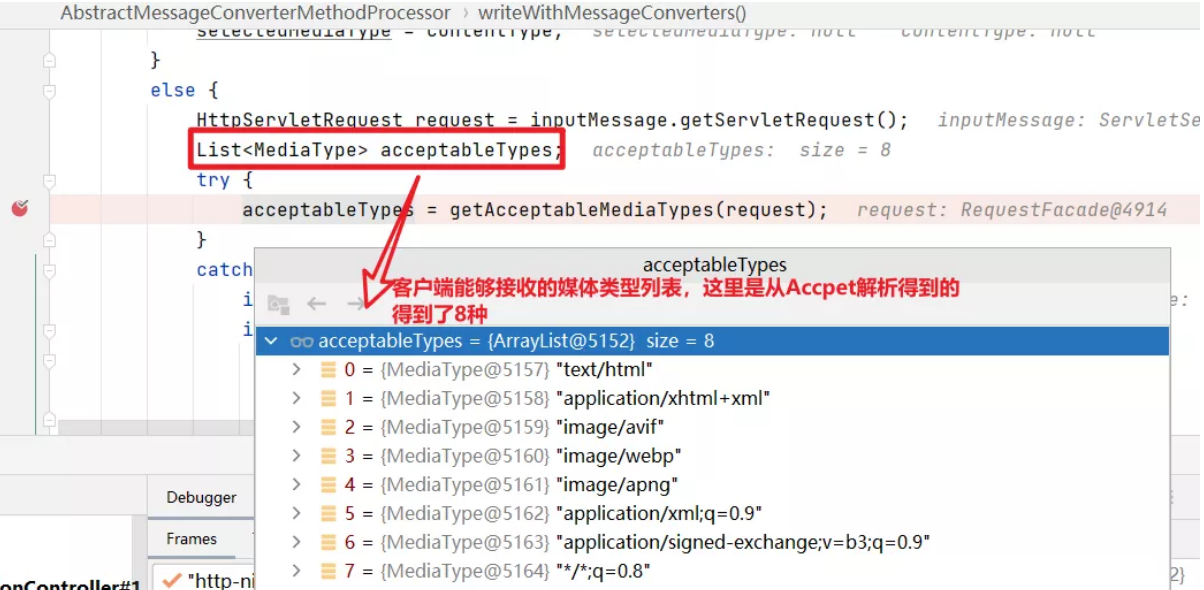 AbstractMessageConverterMethodProcessor › writeWithMessageConverters()
selectedMediaType = contentType; selectedMediaType: null contentType: null
}
else {
HttpServletRequest request = inputMessage.getServletRequest(); inputMessage: ServletSe
List<MediaType> acceptableTypes; acceptableTypes: size = 8
try {
acceptableTypes = getAcceptableMediaTypes(request); request: RequestFacade@4914
}
catch
acceptableTypes
客户端能够接收的媒体类型列表，这里是从Accpet解析得到的
得到了8种
i
e:
i
acceptableTypes = {ArrayList@5152} size = 8
0 = {MediaType@5157} "text/html"
1 = {MediaType@5158} "application/xhtml+xml"
2 = {MediaType@5159} "image/avif"
3 = {MediaType@5160} "image/webp"
4 = {MediaType@5161} "image/apng"
5 = {MediaType@5162} "application/xml;q=0.9"
6 = {MediaType@5163} "application/signed-exchange;v=b3;q=0.9"
7 = {MediaType@5164} "*/*;q=0.8"
Debugger
Frames
"http-ni
onController#1
2}